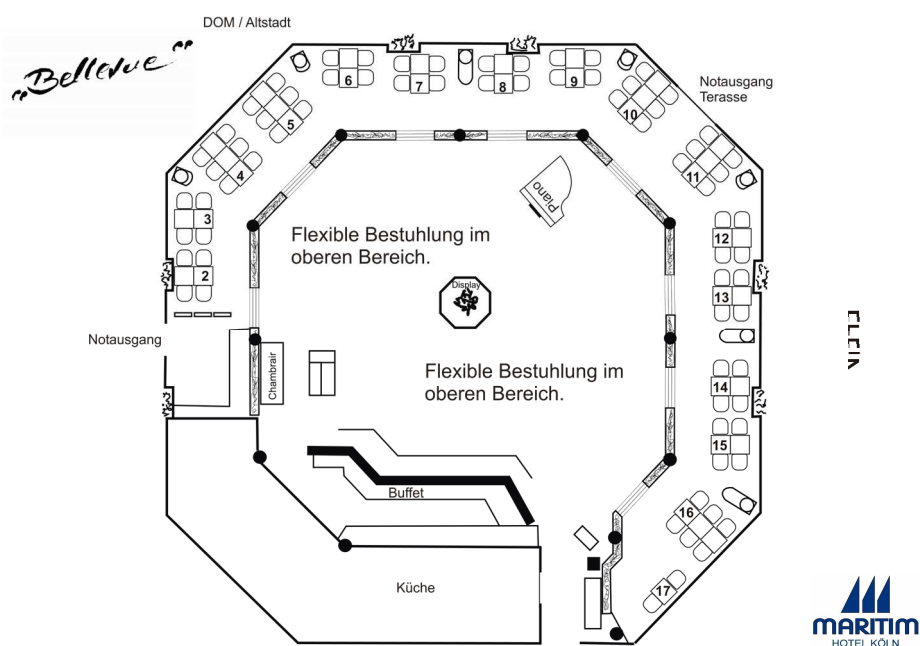 DOM / Altstadt
„Bellevue“
6
7
8
9
Notausgang
Terasse
5
10
4
11
Piano
3
12
Flexible Bestuhlung im
oberen Bereich.
2
13
Display
Notausgang
Chambrair
Flexible Bestuhlung im
oberen Bereich.
14
15
Buffet
16
Küche
17
MARITIM
HOTEL KÖLN